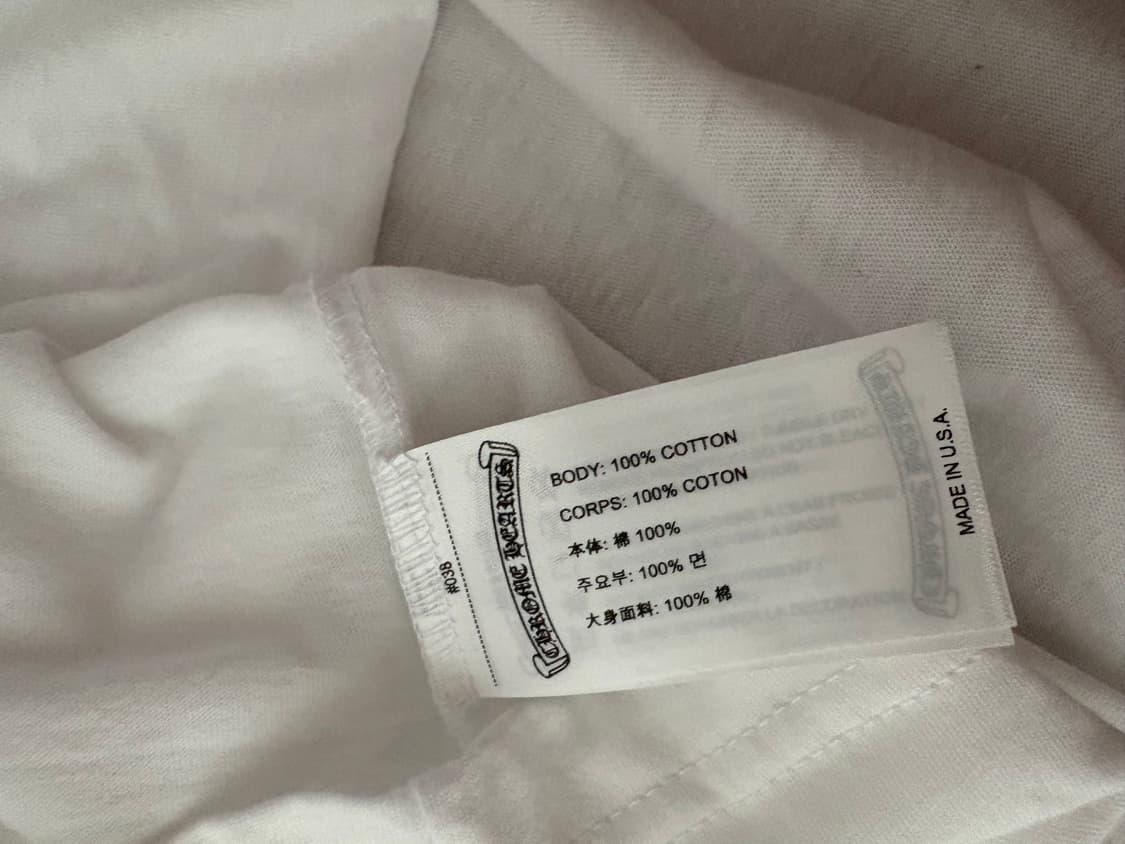 #038
CHROME HEARTS
BODY: 100% COTTON
CORPS: 100% COTON
本体: 棉 100%
주요부: 100% 면
大身面料: 100% 棉
MADE IN U.S.A.